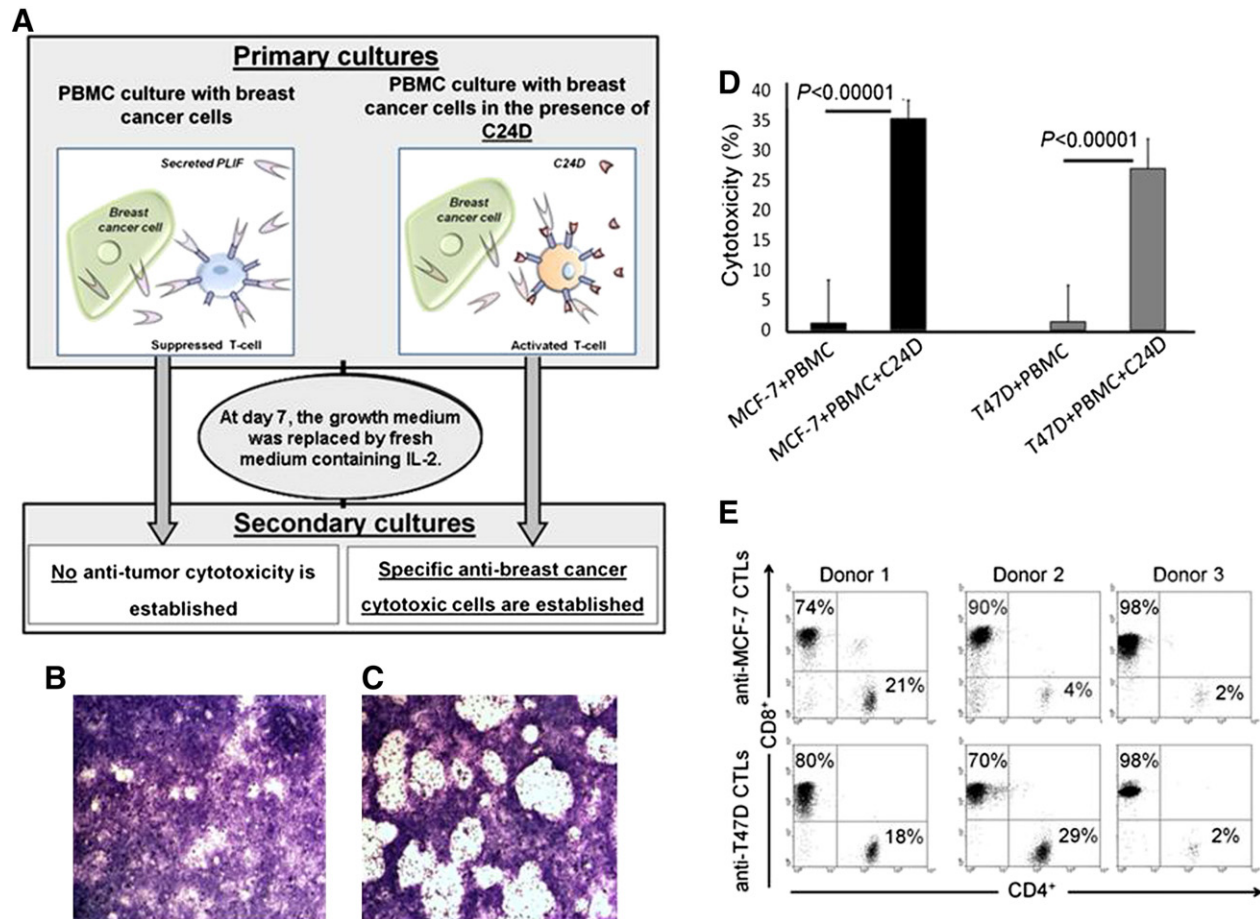 A
Primary cultures
PBMC culture with breast
cancer cells
PBMC culture with breast
cancer cells in the presence of
C24D
Secreted PLIF
Breast
cancer cell
Suppressed T-cell
C24D
Breast
cancer cell
Activated T-cell
At day 7, the growth medium
was replaced by fresh
medium containing IL-2.
Secondary cultures
No anti-tumor cytotoxicity is
established
Specific anti-breast cancer
cytotoxic cells are established
B
C
D
Cytotoxicity (%)
40
35
30
25
20
15
10
5
0
P<0.00001
P<0.00001
MCF-7+PBMC
MCF-7+PBMC+C24D
T47D+PBMC
T47D+PBMC+C24D
E
Donor 1
Donor 2
Donor 3
anti-MCF-7 CTLs
74%
21%
90%
4%
98%
2%
CD8+
anti-T47D CTLs
80%
18%
70%
29%
98%
2%
CD4+